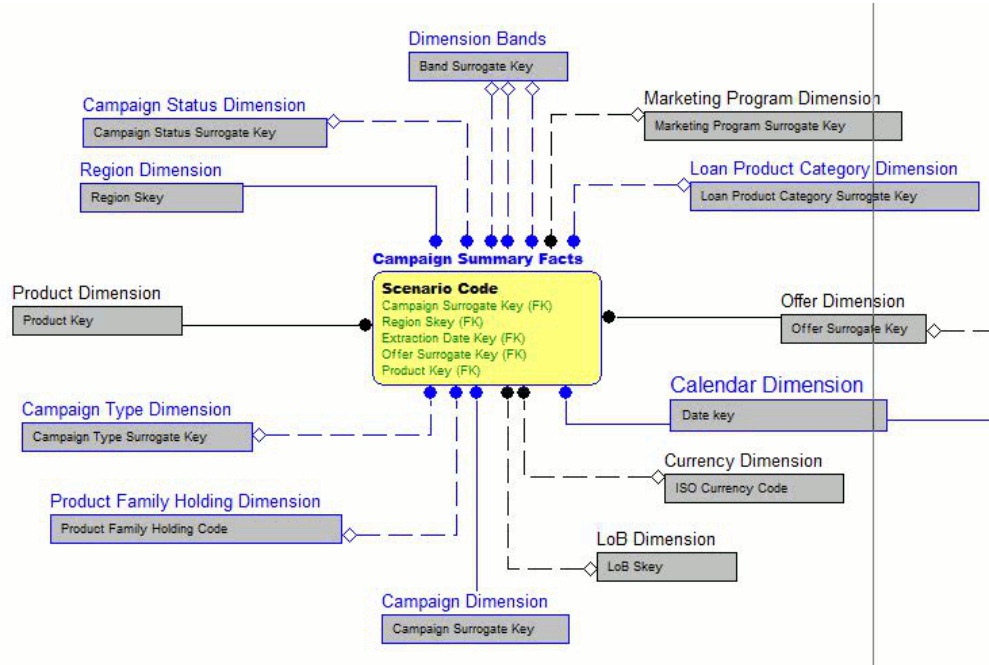 Dimension Bands
Band Surrogate Key
Campaign Status Dimension
Campaign Status Surrogate Key
Marketing Program Dimension
Marketing Program Surrogate Key
Region Dimension
Region Skey
Loan Product Category Dimension
Loan Product Category Surrogate Key
Campaign Summary Facts
Scenario Code
Campaign Surrogate Key (FK)
Region Skey (FK)
Extraction Date Key (FK)
Offer Surrogate Key (FK)
Product Key (FK)
Product Dimension
Product Key
Offer Dimension
Offer Surrogate Key
Calendar Dimension
Date key
Campaign Type Dimension
Campaign Type Surrogate Key
Currency Dimension
ISO Currency Code
Product Family Holding Dimension
Product Family Holding Code
LoB Dimension
LoB Skey
Campaign Dimension
Campaign Surrogate Key